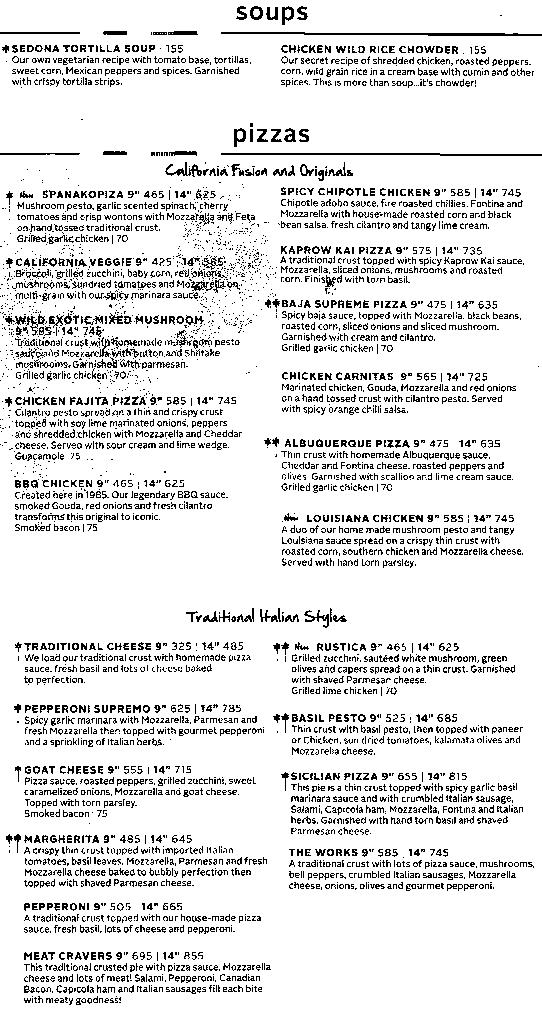 soups
SEDONA TORTILLA SOUP 155
Our own vegetarian recipe with tomato base, tortillas,
sweet corn, Mexican peppers and spices. Garnished
with crispy tortilla strips.
CHICKEN WILD RICE CHOWDER 155
Our secret recipe of shredded chicken, roasted peppers,
corn, wild grain rice in a cream base with cumin and other
spices. This is more than soup...it's chowder!
pizzas
California Fusion and Originals
New SPANAKOPIZA 9" 465 | 14" 625
Mushroom pesto, garlic scented spinach, cherry
tomatoes and crisp wontons with Mozzarella and Feta
on hand tossed traditional crust.
Grilled garlic chicken | 70
CALIFORNIA VEGGIE 9" 425 14" 585
Broccoli, grilled zucchini, baby corn, red onions,
mushrooms, sundried tomatoes and Mozzarella on
multi-grain with our spicy marinara sauce.
WILD EXOTIC MIXED MUSHROOM
9" 585 | 14" 745
Traditional crust with homemade mushroom pesto
sauce and Mozzarella with button and Shiitake
mushrooms. Garnished with parmesan.
Grilled garlic chicken 70
CHICKEN FAJITA PIZZA 9" 585 | 14" 745
Cilantro pesto spread on a thin and crispy crust
topped with soy lime marinated onions, peppers
and shredded chicken with Mozzarella and Cheddar
cheese. Served with sour cream and lime wedge.
Guacamole 75
BBQ CHICKEN 9" 465 | 14" 625
Created here in 1985. Our legendary BBQ sauce,
smoked Gouda, red onions and fresh cilantro
transforms this original to iconic.
Smoked bacon | 75
SPICY CHIPOTLE CHICKEN 9" 585 | 14" 745
Chipotle adobo sauce, fire roasted chillies, Fontina and
Mozzarella with house-made roasted corn and black
bean salsa, fresh cilantro and tangy lime cream.
KAPROW KAI PIZZA 9" 575 | 14" 735
A traditional crust topped with spicy Kaprow Kai sauce,
Mozzarella, sliced onions, mushrooms and roasted
corn. Finished with torn basil.
BAJA SUPREME PIZZA 9" 475 | 14" 635
Spicy baja sauce, topped with Mozzarella, black beans,
roasted corn, sliced onions and sliced mushroom.
Garnished with cream and cilantro.
Grilled garlic chicken | 70
CHICKEN CARNITAS 9" 565 | 14" 725
Marinated chicken, Gouda, Mozzarella and red onions
on a hand tossed crust with cilantro pesto. Served
with spicy orange chilli salsa.
ALBUQUERQUE PIZZA 9" 475 14" 635
Thin crust with homemade Albuquerque sauce,
Cheddar and Fontina cheese, roasted peppers and
olives. Garnished with scallion and lime cream sauce.
Grilled garlic chicken | 70
New LOUISIANA CHICKEN 9" 585 | 14" 745
A duo of our home made mushroom pesto and tangy
Louisiana sauce spread on a crispy thin crust with
roasted corn, southern chicken and Mozzarella cheese.
Served with hand torn parsley.
Traditional Italian Styles
TRADITIONAL CHEESE 9" 325 | 14" 485
We load our traditional crust with homemade pizza
sauce, fresh basil and lots of cheese baked
to perfection.
PEPPERONI SUPREMO 9" 625 | 14" 785
Spicy garlic marinara with Mozzarella, Parmesan and
fresh Mozzarella then topped with gourmet pepperoni
and a sprinkling of Italian herbs.
GOAT CHEESE 9" 555 | 14" 715
Pizza sauce, roasted peppers, grilled zucchini, sweet
caramelized onions, Mozzarella and goat cheese.
Topped with torn parsley.
Smoked bacon 75
MARGHERITA 9" 485 | 14" 645
A crispy thin crust topped with imported Italian
tomatoes, basil leaves, Mozzarella, Parmesan and fresh
Mozzarella cheese baked to bubbly perfection then
topped with shaved Parmesan cheese.
PEPPERONI 9" 505 14" 665
A traditional crust topped with our house-made pizza
sauce, fresh basil, lots of cheese and pepperoni.
MEAT CRAVERS 9" 695 | 14" 855
This traditional crusted pie with pizza sauce, Mozzarella
cheese and lots of meat! Salami, Pepperoni, Canadian
Bacon, Capicola ham and Italian sausages fill each bite
with meaty goodness!
New RUSTICA 9" 465 | 14" 625
Grilled zucchini, sautéed white mushroom, green
olives and capers spread on a thin crust. Garnished
with shaved Parmesan cheese.
Grilled lime chicken | 70
BASIL PESTO 9" 525 | 14" 685
Thin crust with basil pesto, then topped with paneer
or Chicken, sun dried tomatoes, kalamata olives and
Mozzarella cheese.
SICILIAN PIZZA 9" 655 | 14" 815
This pie is a thin crust topped with spicy garlic basil
marinara sauce and with crumbled Italian sausage,
Salami, Capicola ham, Mozzarella, Fontina and Italian
herbs. Garnished with hand torn basil and shaved
Parmesan cheese.
THE WORKS 9" 585 14" 745
A traditional crust with lots of pizza sauce, mushrooms,
bell peppers, crumbled Italian sausages, Mozzarella
cheese, onions, olives and gourmet pepperoni.